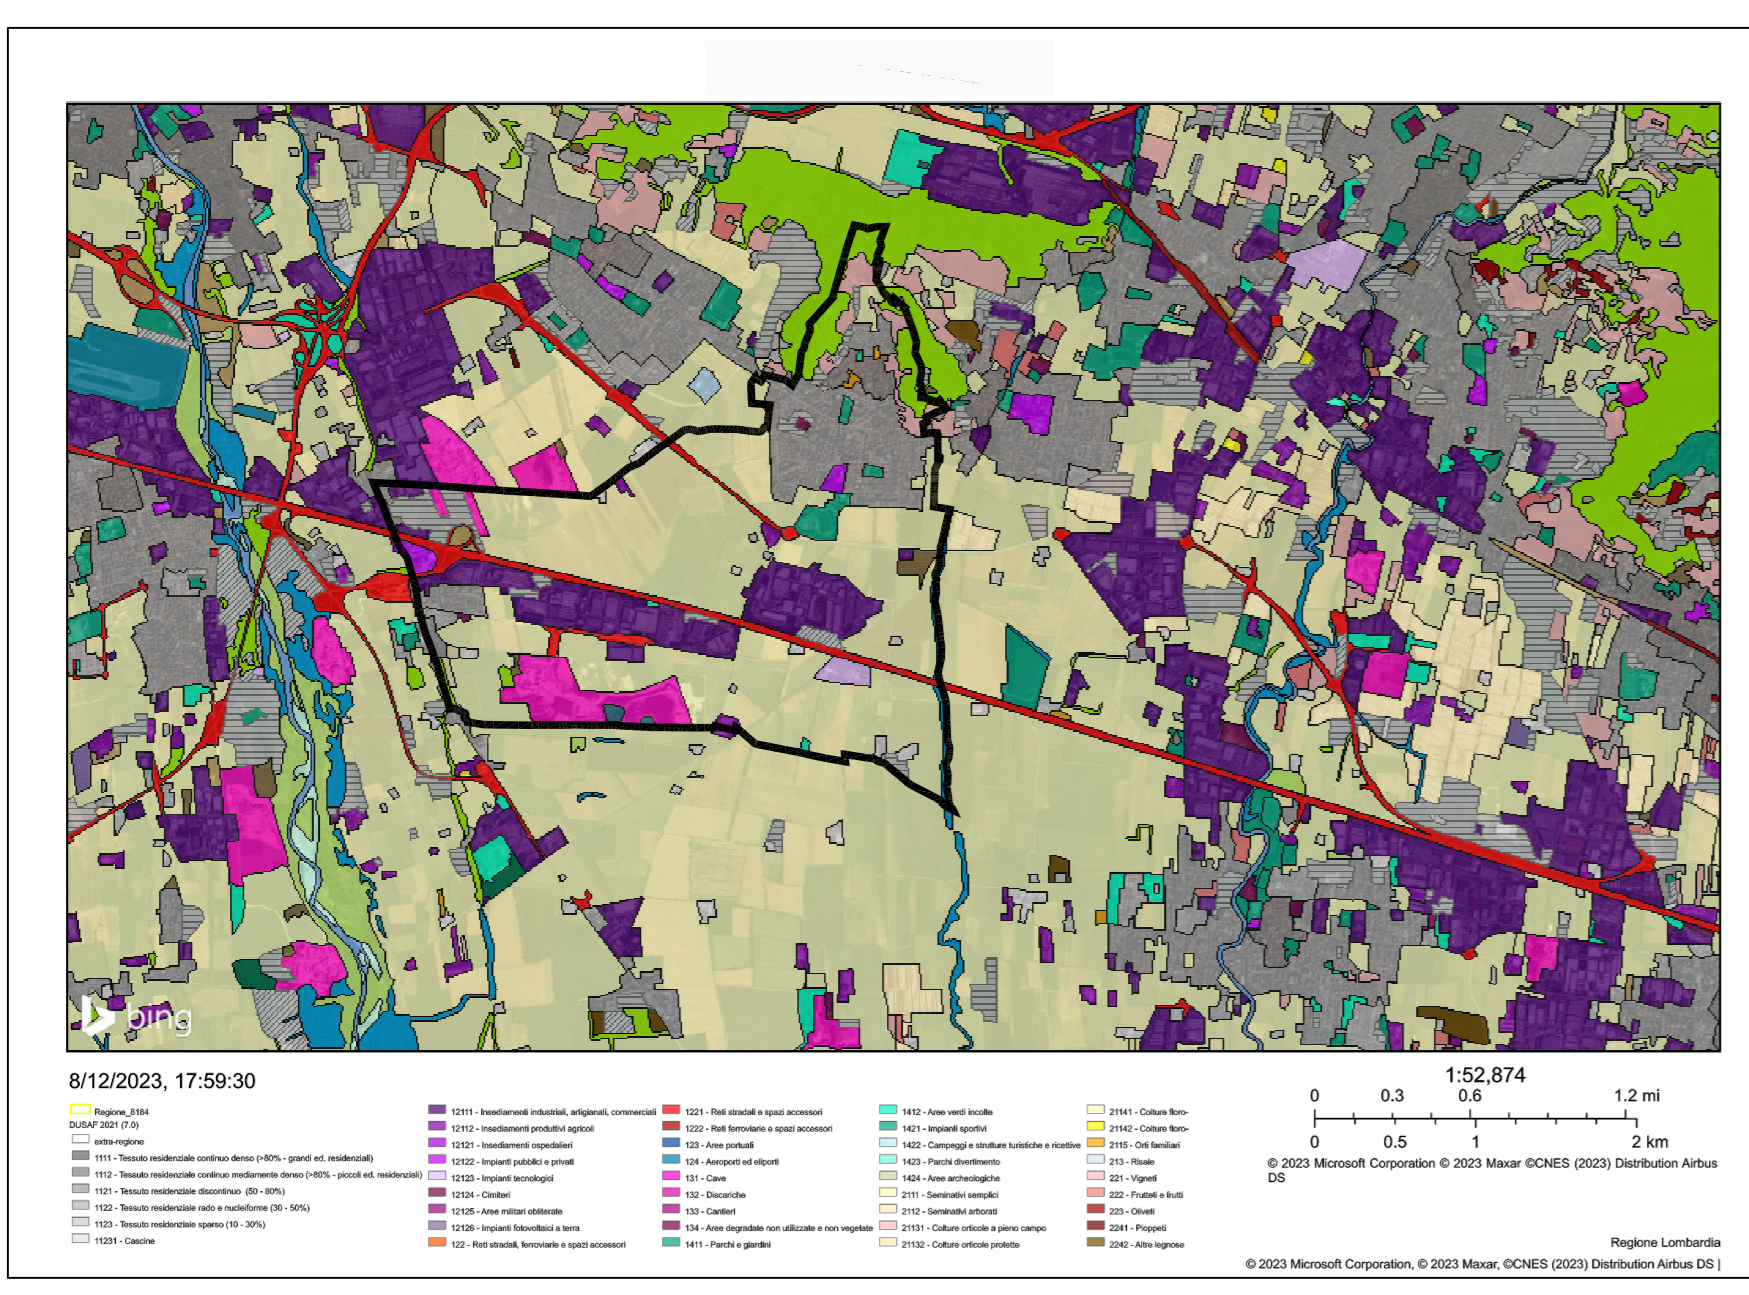 bing
8/12/2023, 17:59:30
1:52,874
0 0.3 0.6 1.2 mi
0 0.5 1 2 km
© 2023 Microsoft Corporation © 2023 Maxar ©CNES (2023) Distribution Airbus
DS
Regione_8184
DUSAF 2021 (7.0)
extra-regione
1111 - Tessuto residenziale continuo denso (>80% - grandi ed. residenziali)
1112 - Tessuto residenziale continuo mediamente denso (>80% - piccoli ed. residenziali)
1121 - Tessuto residenziale discontinuo (50 - 80%)
1122 - Tessuto residenziale rado e nucleiforme (30 - 50%)
1123 - Tessuto residenziale sparso (10 - 30%)
11231 - Cascine
12111 - Insediamenti industriali, artigianali, commerciali
12112 - Insediamenti produttivi agricoli
12121 - Insediamenti ospedalieri
12122 - Impianti pubblici e privati
12123 - Impianti tecnologici
12124 - Cimiteri
12125 - Aree militari obliterate
12126 - Impianti fotovoltaici a terra
122 - Reti stradali, ferroviarie e spazi accessori
1221 - Reti stradali e spazi accessori
1222 - Reti ferroviarie e spazi accessori
123 - Aree portuali
124 - Aeroporti ed eliporti
131 - Cave
132 - Discariche
133 - Cantieri
134 - Aree degradate non utilizzate e non vegetate
1411 - Parchi e giardini
1412 - Aree verdi incolte
1421 - Impianti sportivi
1422 - Campeggi e strutture turistiche e ricettive
1423 - Parchi divertimento
1424 - Aree archeologiche
2111 - Seminativi semplici
2112 - Seminativi arborati
21131 - Colture orticole a pieno campo
21132 - Colture orticole protette
21141 - Colture floro-
21142 - Colture floro-
2115 - Orti familiari
213 - Risaie
221 - Vigneti
222 - Frutteti e frutti
223 - Oliveti
2241 - Pioppeti
2242 - Altre legnose
Regione Lombardia
© 2023 Microsoft Corporation, © 2023 Maxar, ©CNES (2023) Distribution Airbus DS |